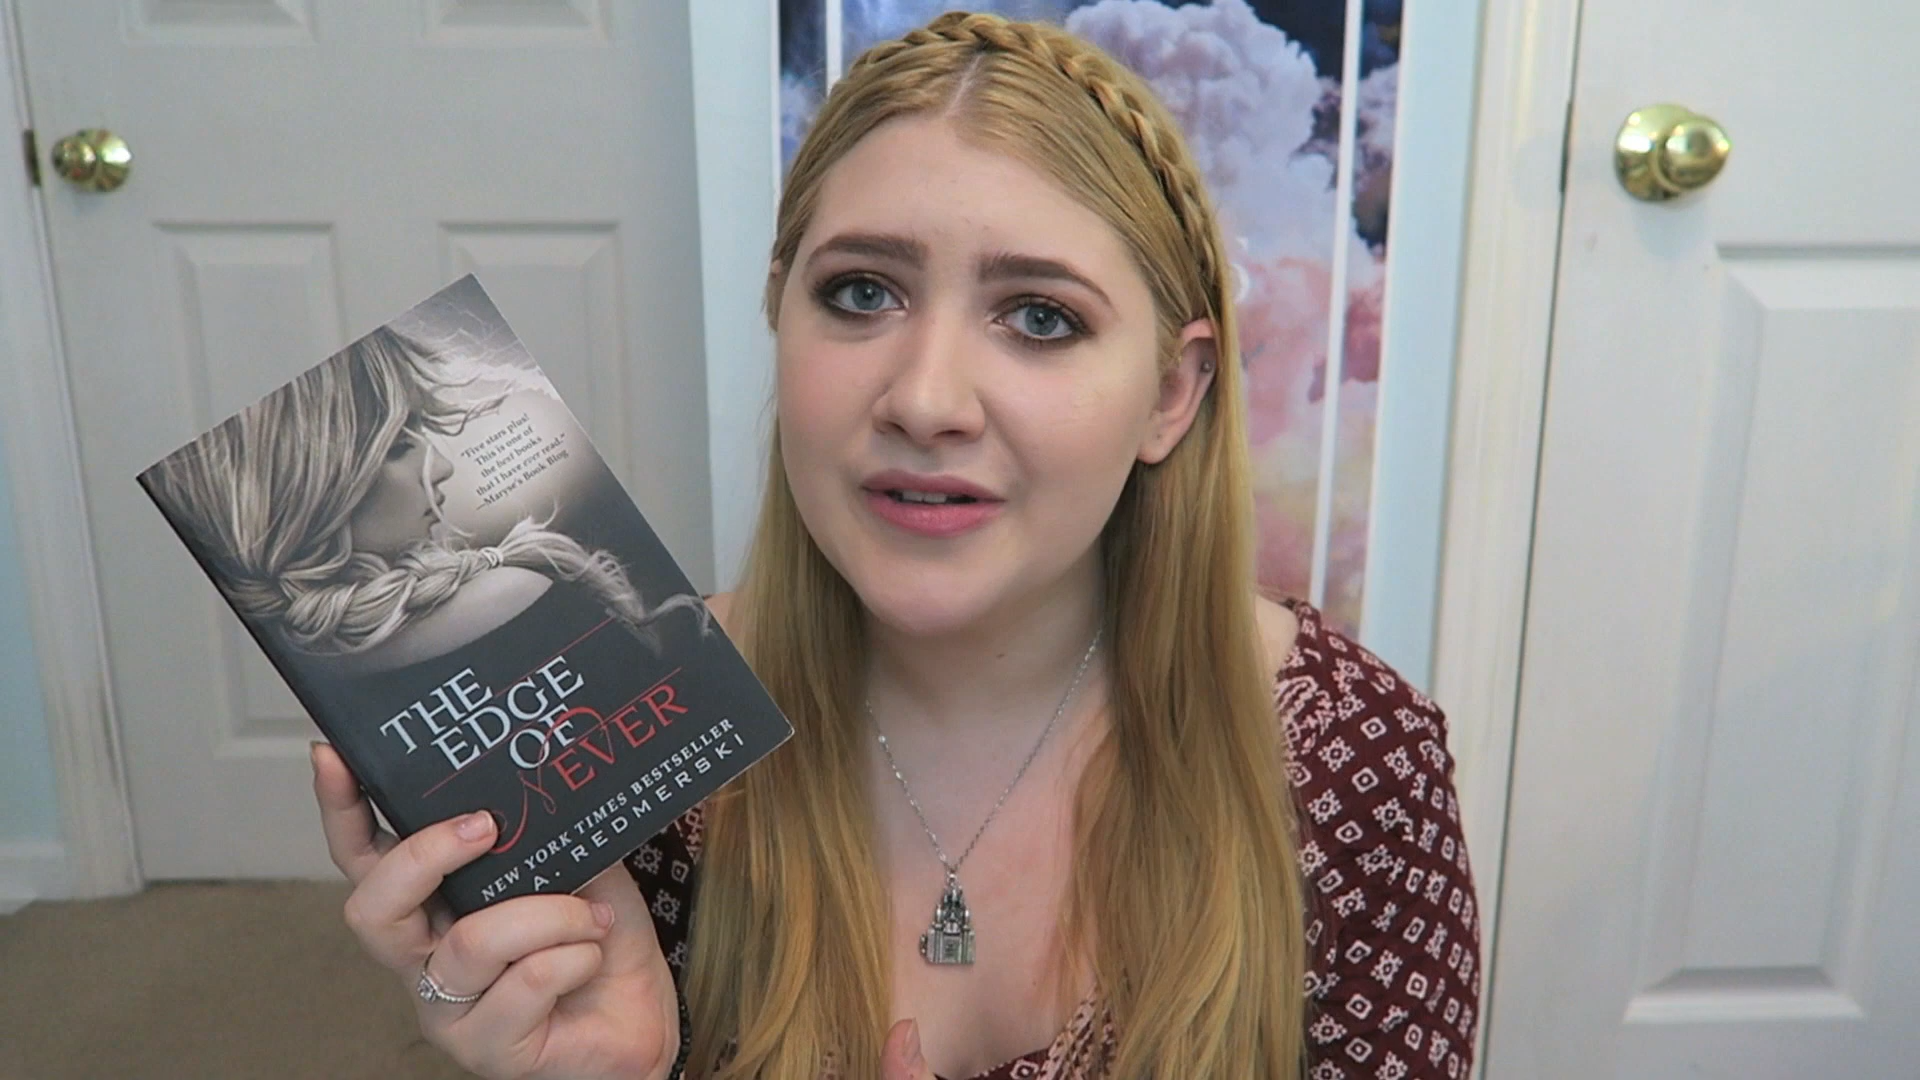 "Five stars plus!
This is one of
the best books
that I have ever read."
—Maryse's Book Blog
THE
EDGE
OF
NEVER
NEW YORK TIMES BESTSELLER
A. REDMERSKI